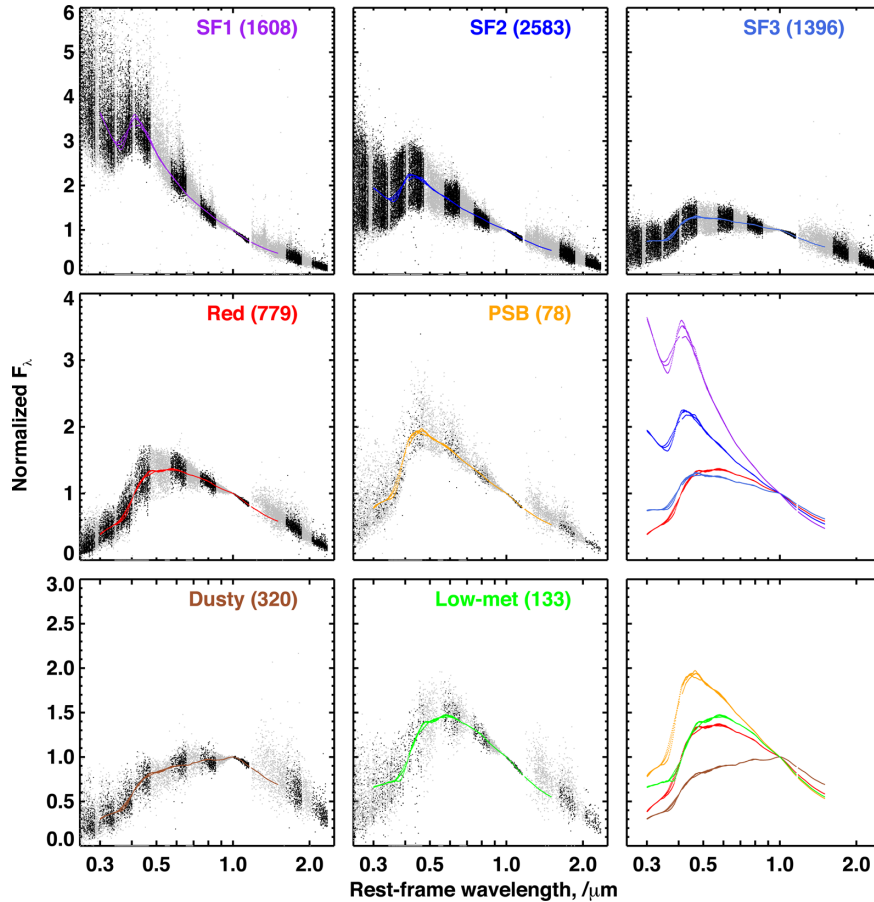 SF1 (1608)
SF2 (2583)
SF3 (1396)
6
5
4
3
2
1
0
Red (779)
PSB (78)
4
3
2
1
0
Normalized Fλ
Dusty (320)
Low-met (133)
3.0
2.5
2.0
1.5
1.0
0.5
0.0
0.3 0.5 1.0 2.0
0.3 0.5 1.0 2.0
0.3 0.5 1.0 2.0
Rest-frame wavelength, /μm